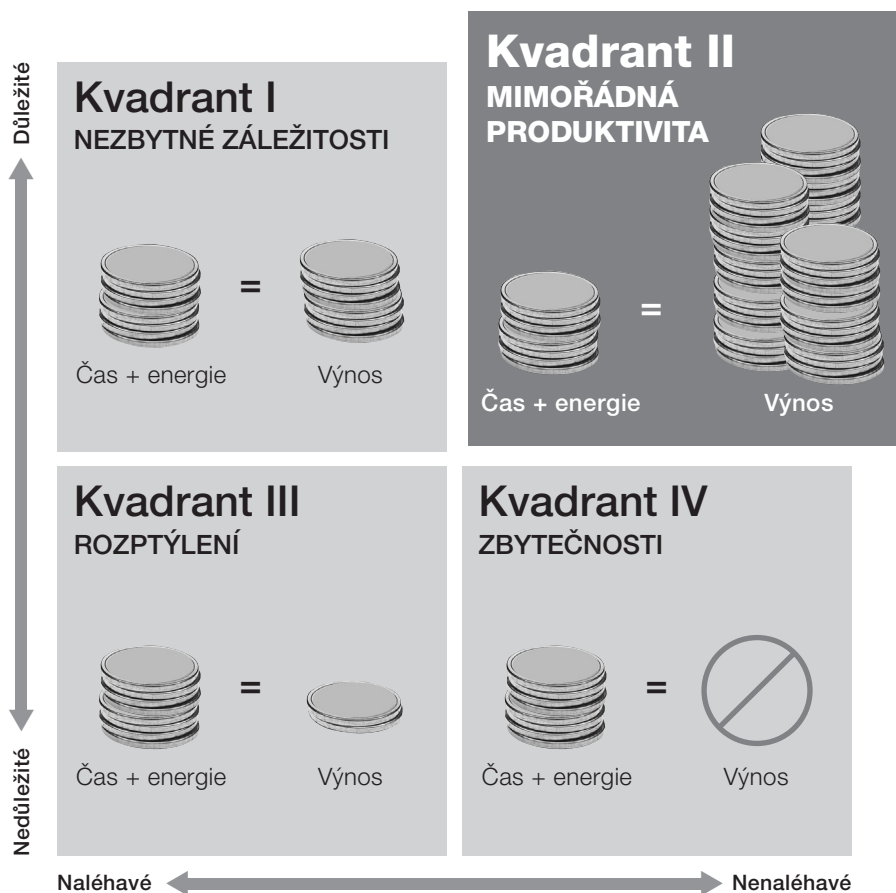 Důležité
Kvadrant I
NEZBYTNÉ ZÁLEŽITOSTI
=
Čas + energie
Výnos
Kvadrant II
MIMOŘÁDNÁ
PRODUKTIVITA
=
Čas + energie
Výnos
Kvadrant III
ROZPTÝLENÍ
=
Čas + energie
Výnos
Kvadrant IV
ZBYTEČNOSTI
=
Čas + energie
Výnos
Nedůležité
Naléhavé
Nenaléhavé